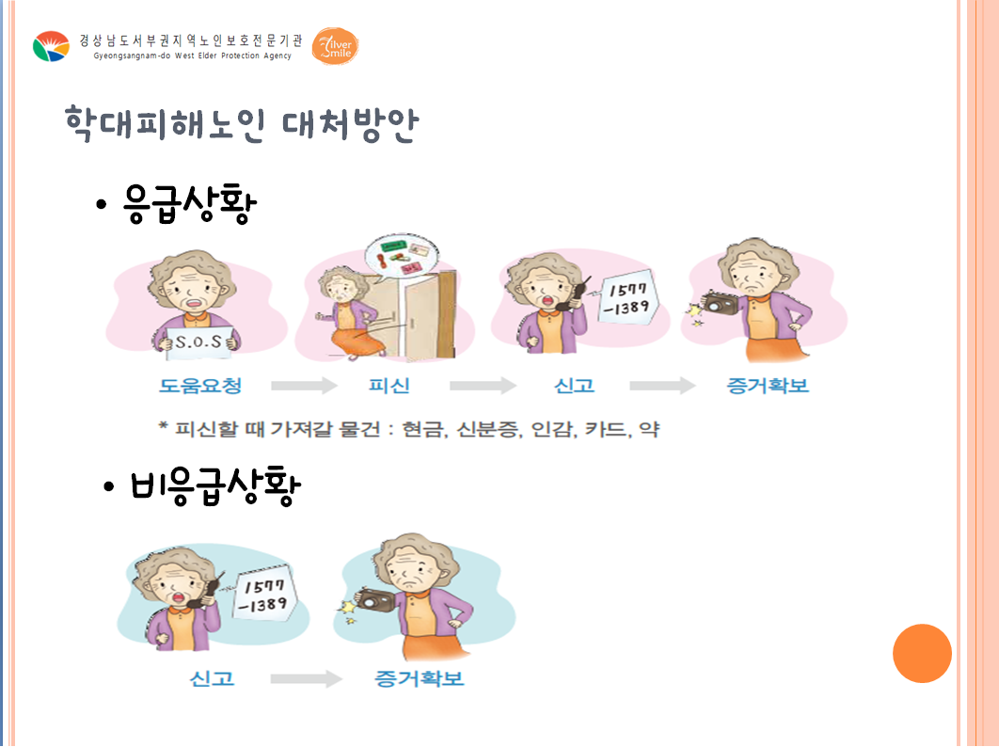 경상남도서부권지역노인보호전문기관
Gyeongsangnam-do West Elder Protection Agency
Silver Smile
학대피해노인 대처방안
• 응급상황
S.O.S
1577
-1389
도움요청 피신 신고 증거확보
* 피신할 때 가져갈 물건 : 현금, 신분증, 인감, 카드, 약
• 비응급상황
1577
-1389
신고 증거확보